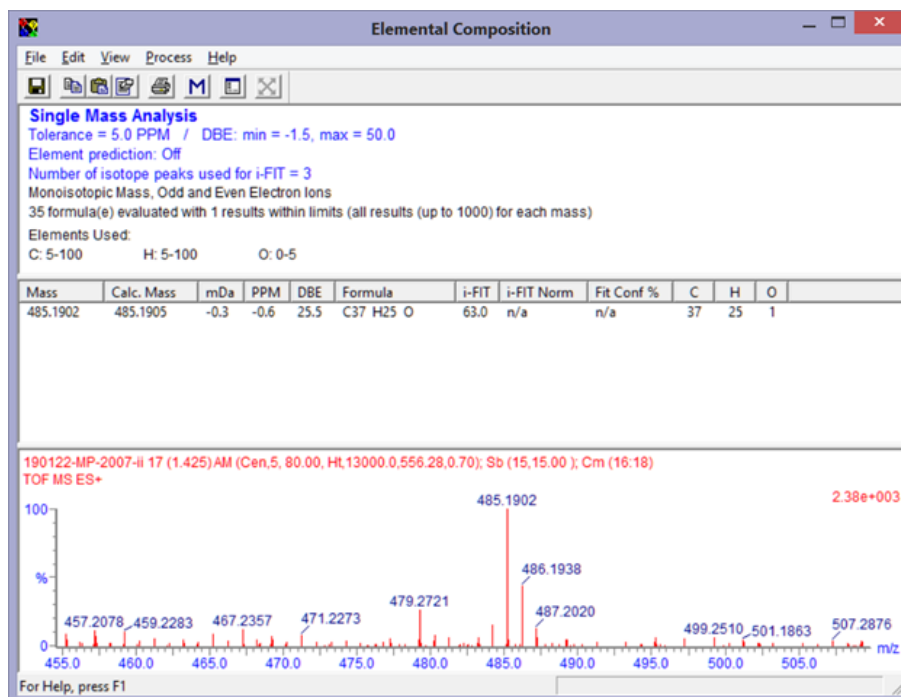 Elemental Composition
File Edit View Process Help
M
Single Mass Analysis
Tolerance = 5.0 PPM / DBE: min = -1.5, max = 50.0
Element prediction: Off
Number of isotope peaks used for i-FIT = 3
Monoisotopic Mass, Odd and Even Electron Ions
35 formula(e) evaluated with 1 results within limits (all results (up to 1000) for each mass)
Elements Used:
C: 5-100 H: 5-100 O: 0-5
Mass Calc. Mass mDa PPM DBE Formula i-FIT i-FIT Norm Fit Conf % C H O
485.1902 485.1905 -0.3 -0.6 25.5 C37 H25 O 63.0 n/a n/a 37 25 1
190122-MP-2007-ii 17 (1.425) AM (Cen,5, 80.00, Ht,13000.0,556.28,0.70); Sb (15,15.00 ); Cm (16:18)
TOF MS ES+
2.38e+003
100
%
0
485.1902
486.1938
487.2020
479.2721
457.2078
459.2283
467.2357
471.2273
499.2510
501.1863
507.2876
m/z
455.0 460.0 465.0 470.0 475.0 480.0 485.0 490.0 495.0 500.0 505.0
For Help, press F1